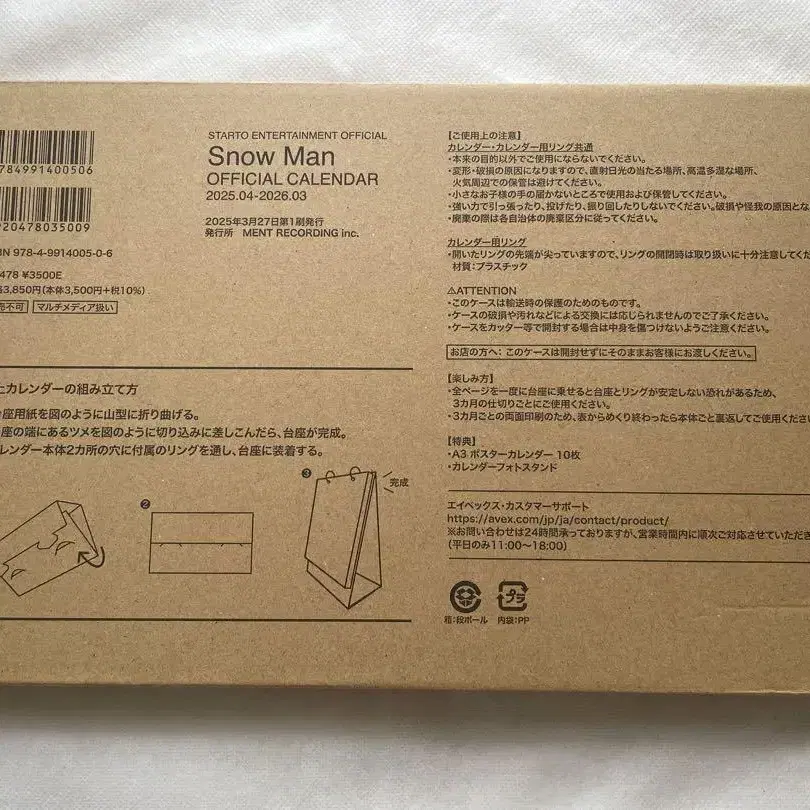 784991400506
920478035009
BN 978-4-9914005-0-6
478 ¥3500E
3,850円(本体3,500円+税10%)
不可 マルチメディア扱い
STARTO ENTERTAINMENT OFFICIAL
Snow Man
OFFICIAL CALENDAR
2025.04-2026.03
2025年3月27日第1刷発行
発行所 MENT RECORDING inc.
カレンダーの組み立て方
台座用紙を図のように山型に折り曲げる。
座の端にあるツメを図のように切り込みに差しこんだら、台座が完成。
レンダー本体2カ所の穴に付属のリングを通し、台座に装着する。
❷
❸
完成
【ご使用上の注意】
カレンダー・カレンダー用リング共通
・本来の目的以外でご使用にならないでください。
・変形・破損の原因になりますので、直射日光の当たる場所、高温多湿な場所、
火気周辺での保管は避けてください。
・小さなお子様の手の届かないところで使用および保管してください。
・強い力で引っ張ったり、投げたり、振り回したりしないでください。破損や怪我の原因とな
・廃棄の際は各自治体の廃棄区分に従ってください。
カレンダー用リング
・開いたリングの先端が尖っていますので、リングの開閉時は取り扱いに十分注意してくだ
材質:プラスチック
⚠ATTENTION
・このケースは輸送時の保護のためのものです。
・ケースの破損や汚れなどによる交換には応じられませんのでご了承ください。
・ケースをカッター等で開封する場合は中身を傷つけないようご注意ください。
お店の方へ: このケースは開封せずにそのままお客様にお渡しください。
【楽しみ方】
・全ページを一度に台座に乗せると台座とリングが安定しない恐れがあるため、
3カ月の仕切りごとにご使用ください。
・3カ月ごとの両面印刷のため、表からめくり終わったら本体ごと裏返してご使用くださ
【特典】
・A3 ポスターカレンダー 10枚
・カレンダーフォトスタンド
エイベックス・カスタマーサポート
https://avex.com/jp/ja/contact/product/
※お問い合わせは24時間承っておりますが、営業時間内に順次ご対応させていただき
(平日のみ11:00〜18:00)
プラ
箱:段ボール 内袋:PP